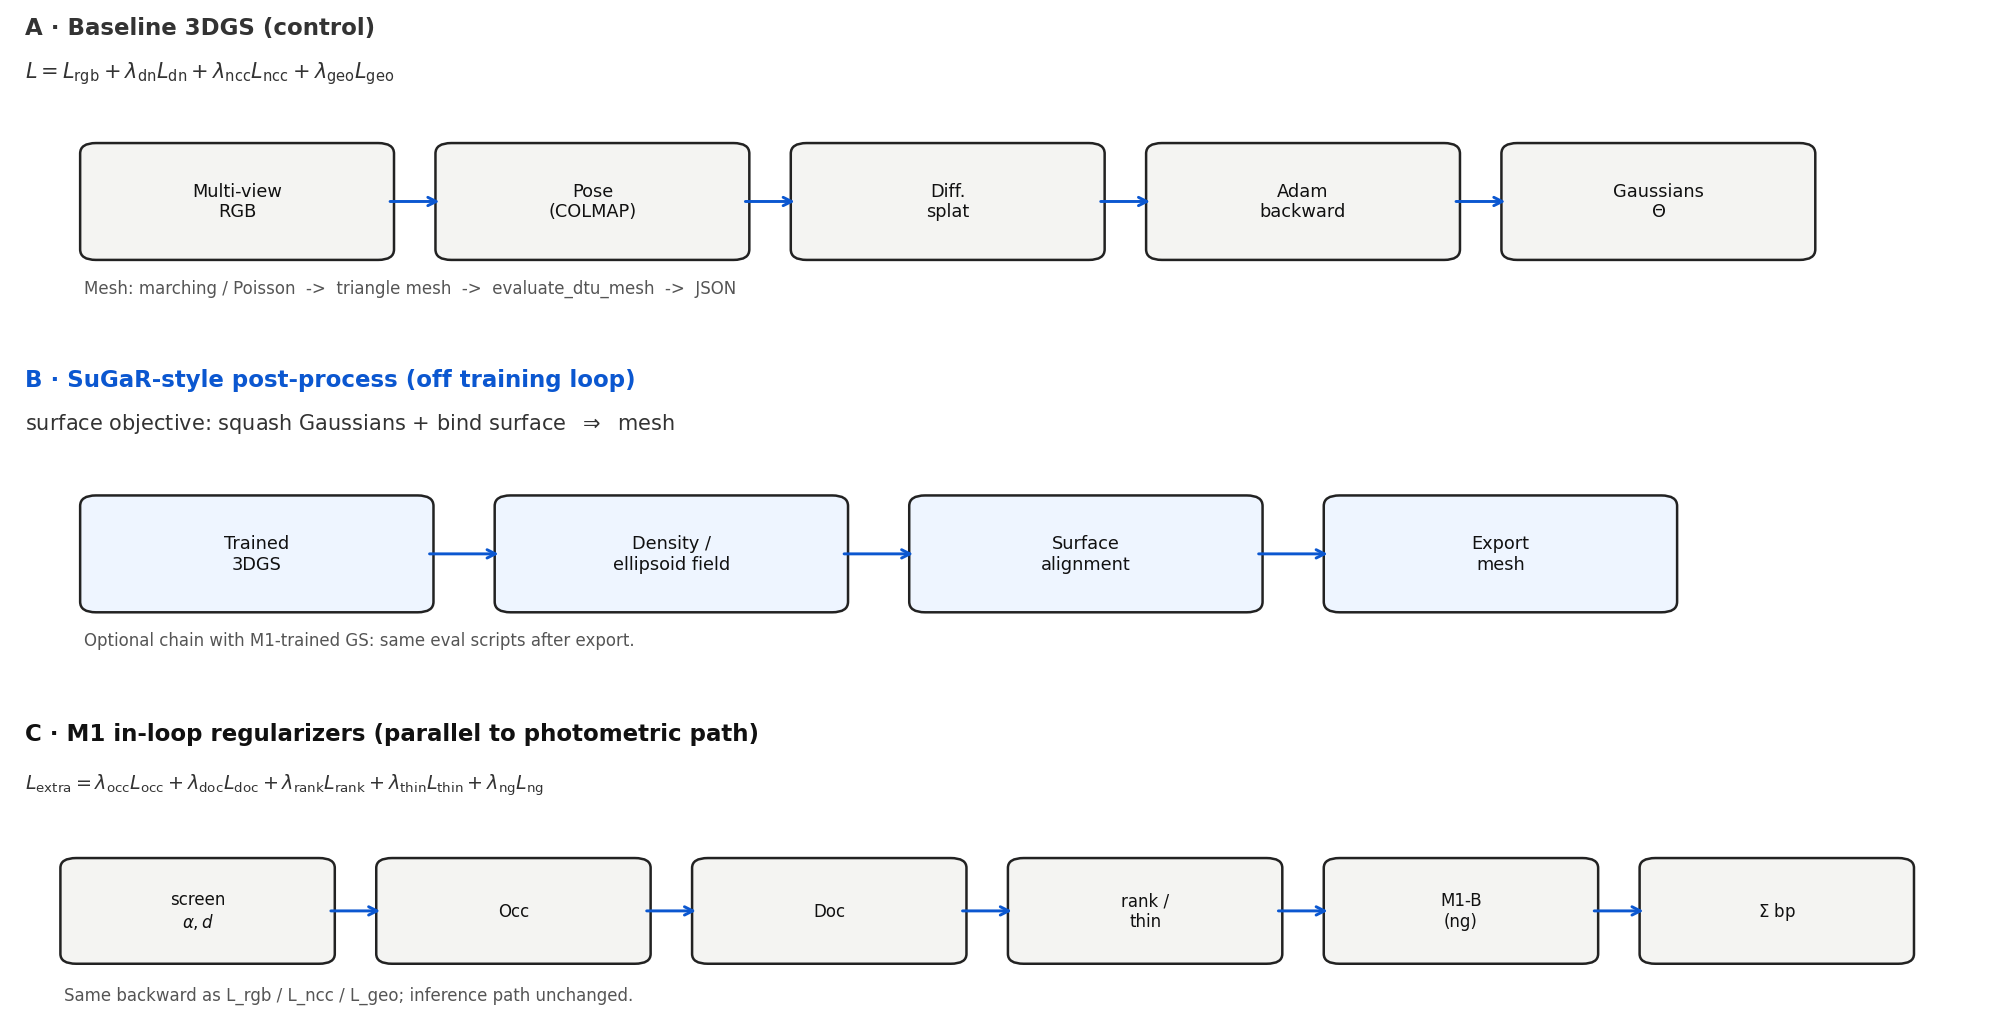 A · Baseline 3DGS (control)
L = L_rgb + λ_dn L_dn + λ_ncc L_ncc + λ_geo L_geo
Multi-view
RGB
Pose
(COLMAP)
Diff.
splat
Adam
backward
Gaussians
Θ
Mesh: marching / Poisson -> triangle mesh -> evaluate_dtu_mesh -> JSON
B · SuGaR-style post-process (off training loop)
surface objective: squash Gaussians + bind surface ⇒ mesh
Trained
3DGS
Density /
ellipsoid field
Surface
alignment
Export
mesh
Optional chain with M1-trained GS: same eval scripts after export.
C · M1 in-loop regularizers (parallel to photometric path)
L_extra = λ_occ L_occ + λ_doc L_doc + λ_rank L_rank + λ_thin L_thin + λ_ng L_ng
screen
α, d
Occ
Doc
rank /
thin
M1-B
(ng)
Σ bp
Same backward as L_rgb / L_ncc / L_geo; inference path unchanged.